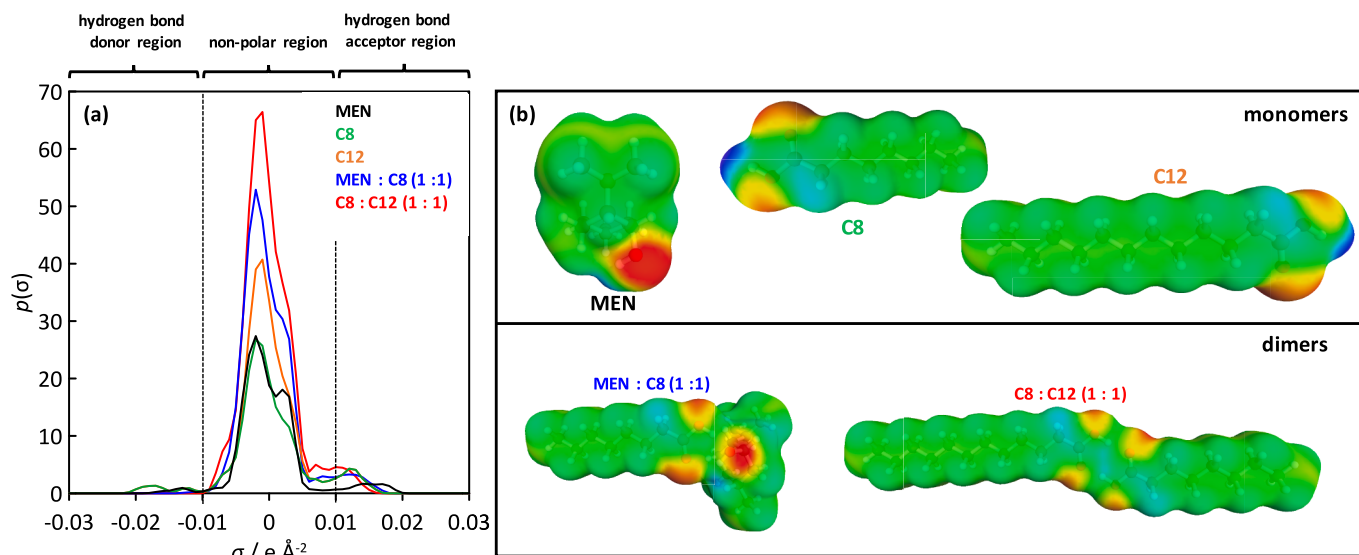 hydrogen bond
donor region
non-polar region
hydrogen bond
acceptor region
(a)
MEN
C8
C12
MEN : C8 (1 :1)
C8 : C12 (1 : 1)
p(σ)
70
60
50
40
30
20
10
0
-0.03 -0.02 -0.01 0 0.01 0.02 0.03
σ / e Å-2
(b)
monomers
MEN
C8
C12
dimers
MEN : C8 (1 :1)
C8 : C12 (1 : 1)